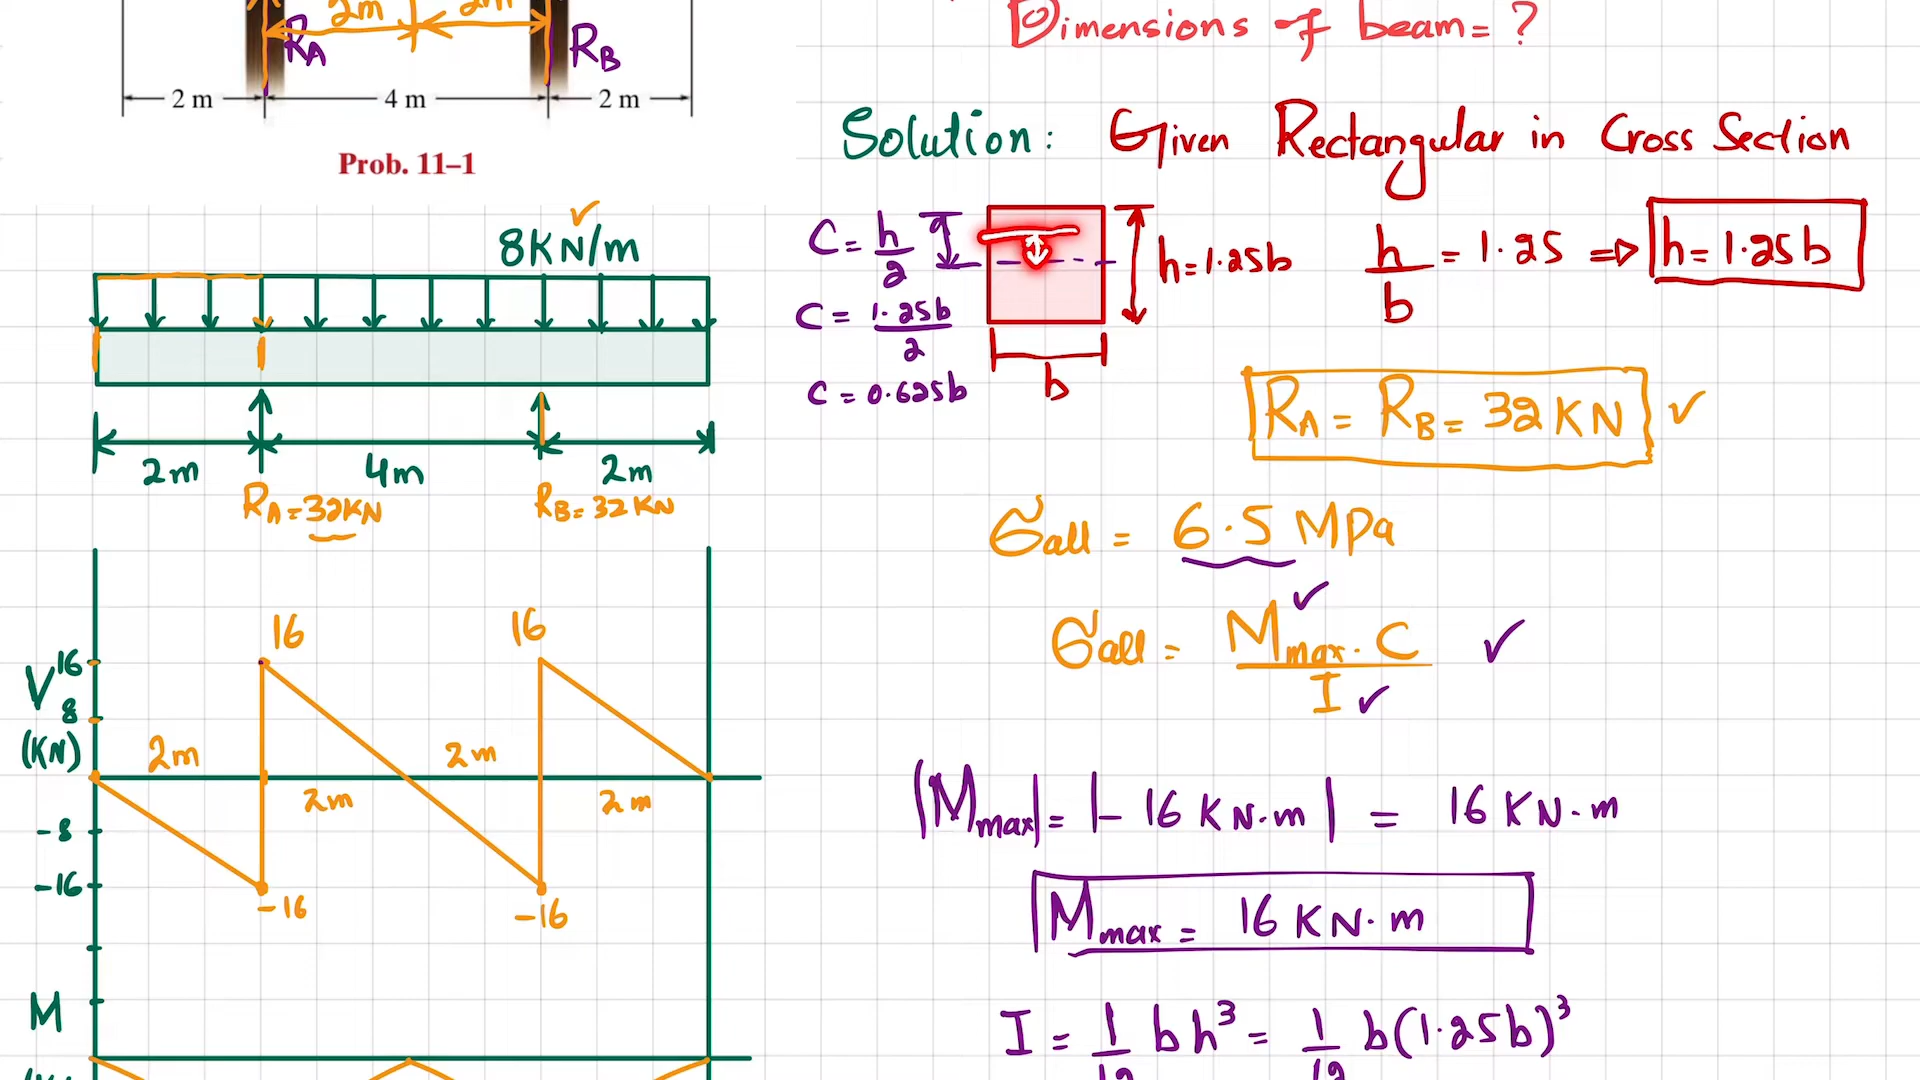 2m 2m
RA RB
2 m 4 m 2 m
Prob. 11–1
8KN/m
2m 4m 2m
RA = 32KN RB = 32KN
V
(KN)
16
8
-8
-16
16 16
2m 2m
2m 2m
-16 -16
M
Dimensions of beam = ?
Solution: Given Rectangular in Cross Section
C = h/2
C = 1.25b/2
C = 0.625b
h = 1.25b
b
h/b = 1.25 ⇒ h = 1.25b
RA = RB = 32KN ✓
σall = 6.5 MPa
σall = Mmax . C / I ✓
|Mmax| = |- 16 KN.m| = 16 KN.m
Mmax = 16 KN.m
I = 1/12 b h³ = 1/12 b(1.25b)³